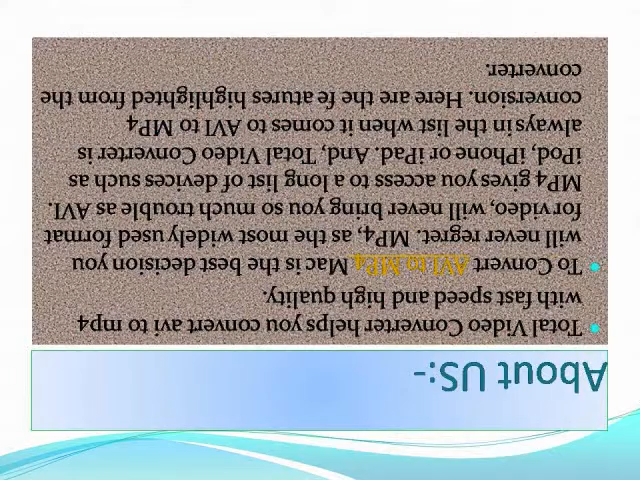 About US:-
Total Video Converter helps you convert avi to mp4
with fast speed and high quality.
To Convert AVI to MP4 Mac is the best decision you
will never regret. MP4, as the most widely used format
for video, will never bring you so much trouble as AVI.
MP4 gives you access to a long list of devices such as
iPod, iPhone or iPad. And, Total Video Converter is
always in the list when it comes to AVI to MP4
conversion. Here are the fe atures highlighted from the
converter.